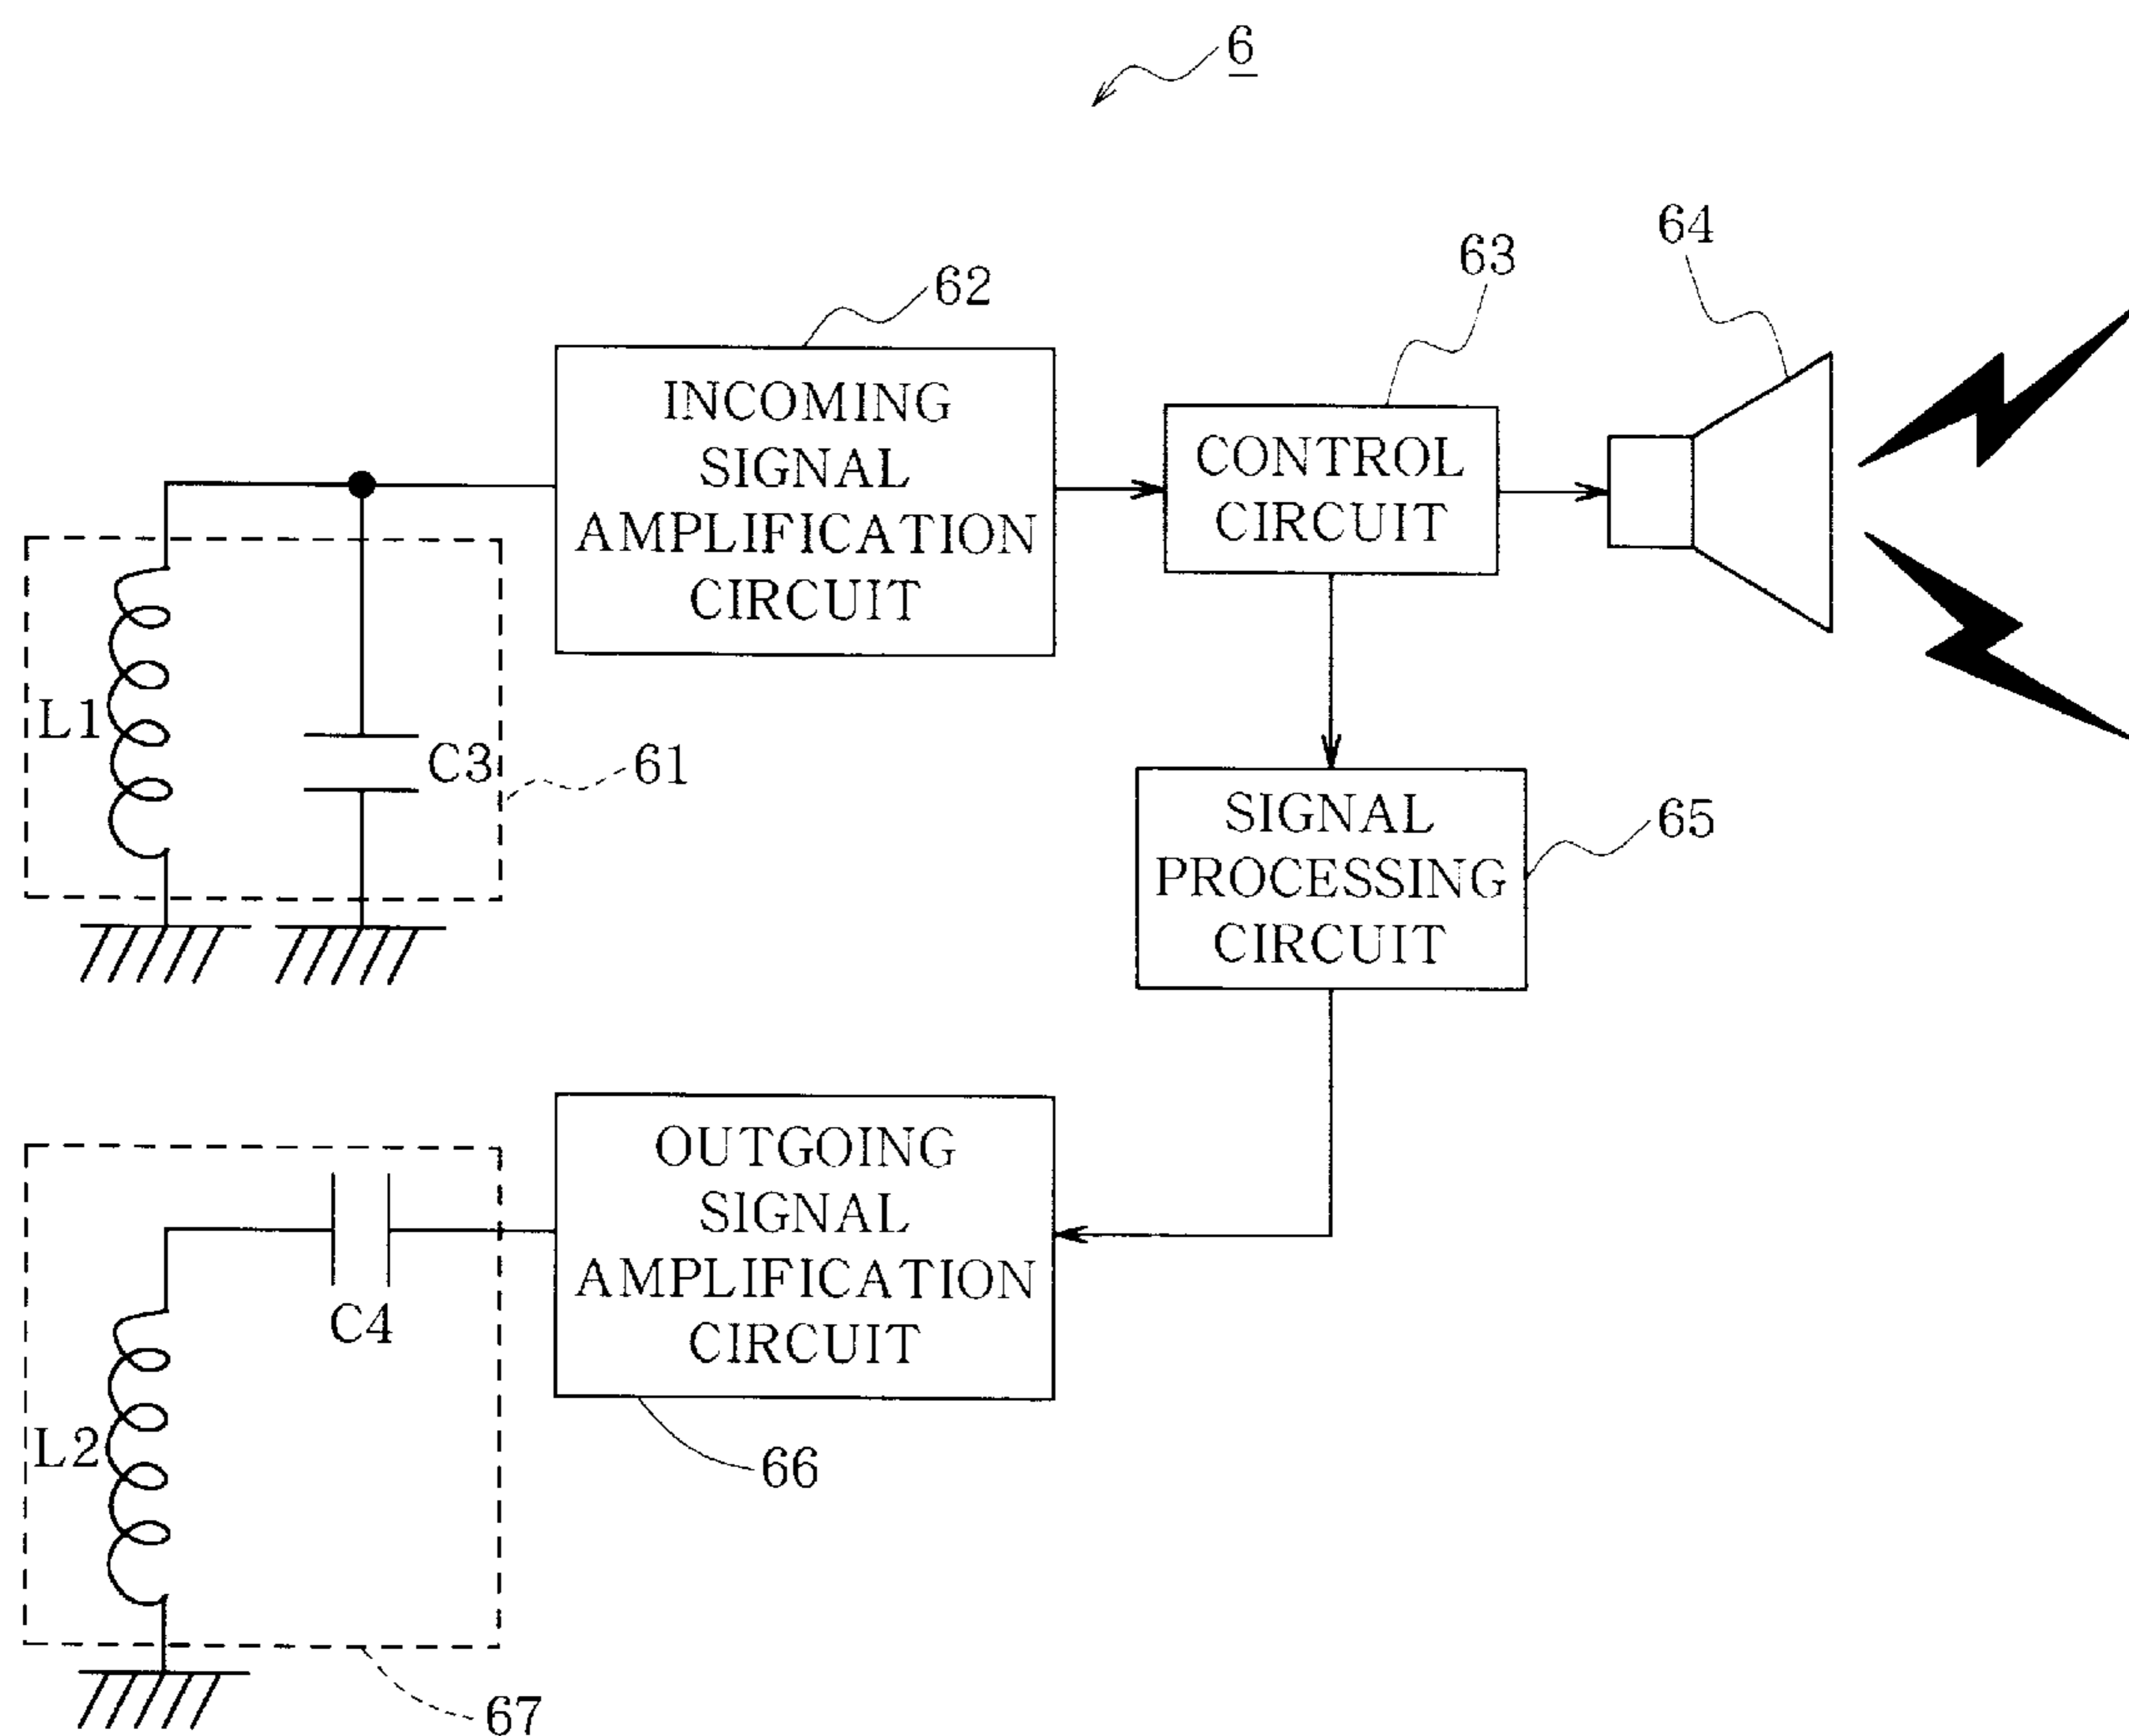 6
64
63
62
INCOMING
SIGNAL
AMPLIFICATION
CIRCUIT
CONTROL
CIRCUIT
L1
C3
61
SIGNAL
PROCESSING
CIRCUIT
65
OUTGOING
SIGNAL
AMPLIFICATION
CIRCUIT
C4
L2
66
67